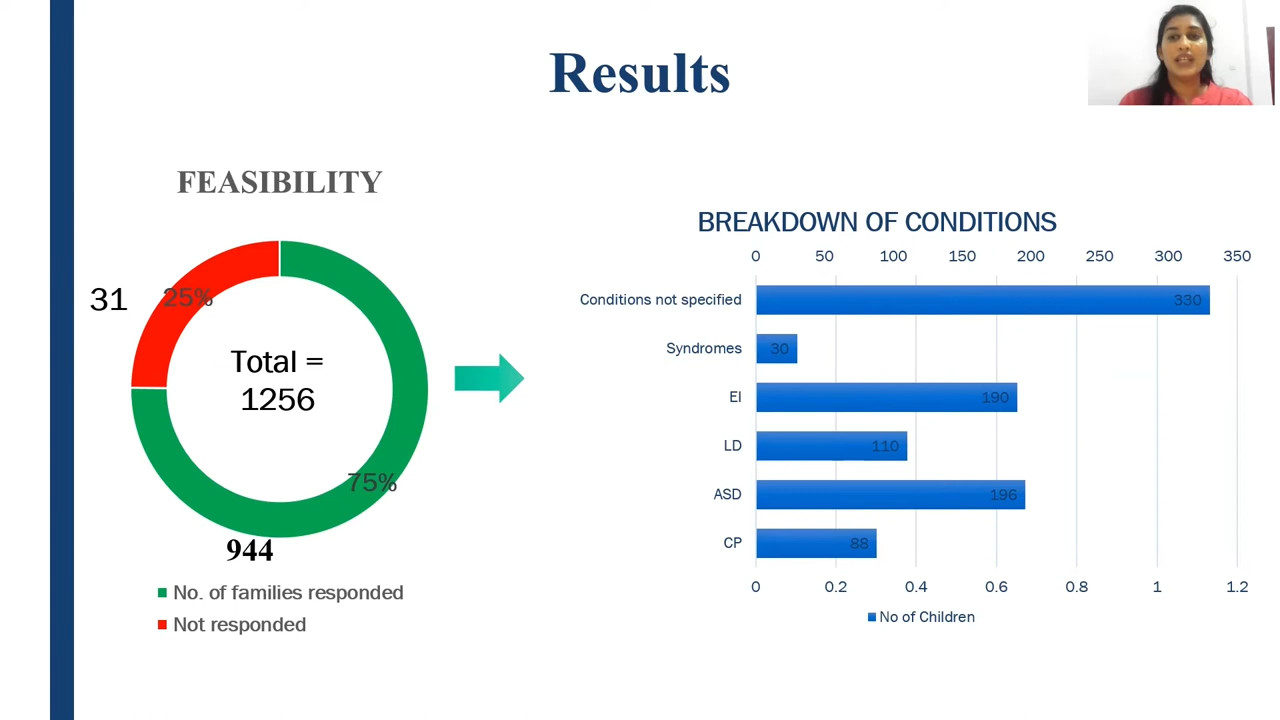 Results
FEASIBILITY
31
25%
Total =
1256
75%
944
No. of families responded
Not responded
BREAKDOWN OF CONDITIONS
0 50 100 150 200 250 300 350
Conditions not specified 330
Syndromes 30
EI 190
LD 110
ASD 196
CP 88
0 0.2 0.4 0.6 0.8 1 1.2
No of Children